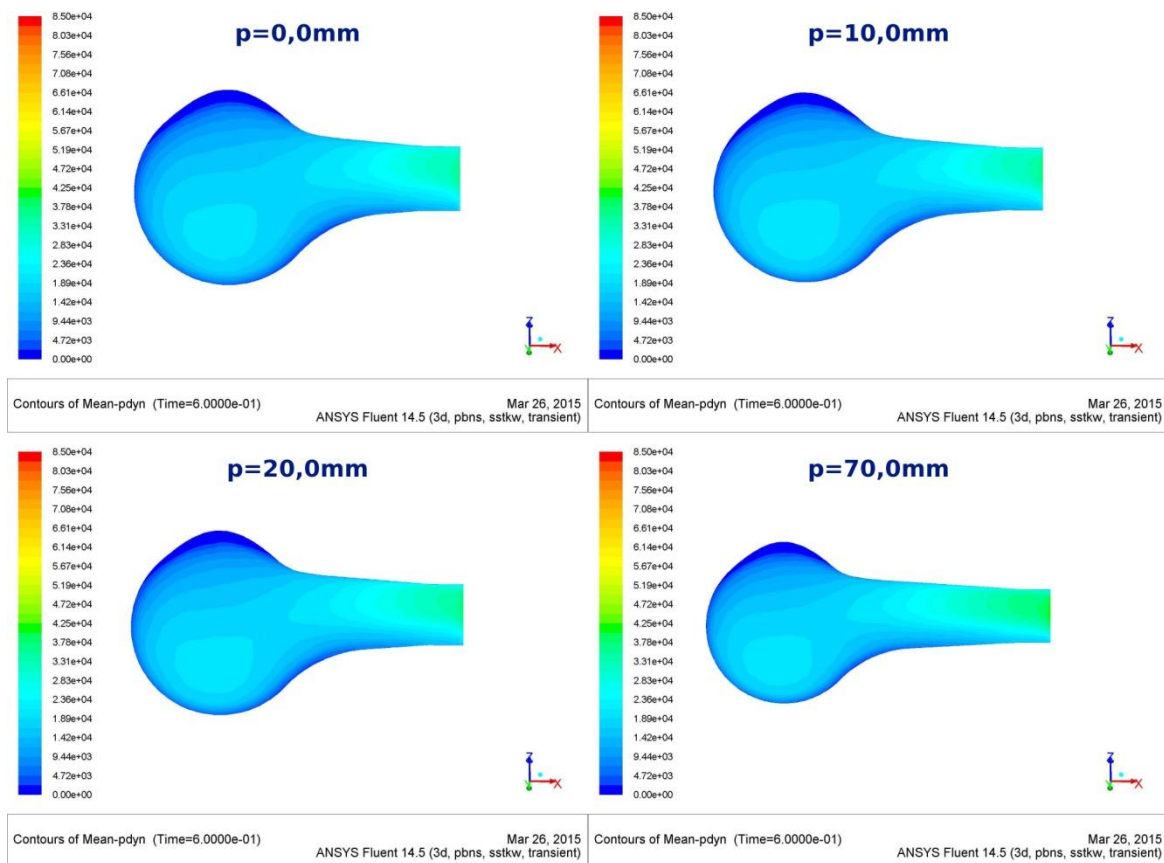 p=0,0mm
8.50e+04
8.03e+04
7.56e+04
7.08e+04
6.61e+04
6.14e+04
5.67e+04
5.19e+04
4.72e+04
4.25e+04
3.78e+04
3.31e+04
2.83e+04
2.36e+04
1.89e+04
1.42e+04
9.44e+03
4.72e+03
0.00e+00
Z
Y
X
Contours of Mean-pdyn (Time=6.0000e-01)
Mar 26, 2015
ANSYS Fluent 14.5 (3d, pbns, sstkw, transient)
p=10,0mm
8.50e+04
8.03e+04
7.56e+04
7.08e+04
6.61e+04
6.14e+04
5.67e+04
5.19e+04
4.72e+04
4.25e+04
3.78e+04
3.31e+04
2.83e+04
2.36e+04
1.89e+04
1.42e+04
9.44e+03
4.72e+03
0.00e+00
Z
Y
X
Contours of Mean-pdyn (Time=6.0000e-01)
Mar 26, 2015
ANSYS Fluent 14.5 (3d, pbns, sstkw, transient)
p=20,0mm
8.50e+04
8.03e+04
7.56e+04
7.08e+04
6.61e+04
6.14e+04
5.67e+04
5.19e+04
4.72e+04
4.25e+04
3.78e+04
3.31e+04
2.83e+04
2.36e+04
1.89e+04
1.42e+04
9.44e+03
4.72e+03
0.00e+00
Z
Y
X
Contours of Mean-pdyn (Time=6.0000e-01)
Mar 26, 2015
ANSYS Fluent 14.5 (3d, pbns, sstkw, transient)
p=70,0mm
8.50e+04
8.03e+04
7.56e+04
7.08e+04
6.61e+04
6.14e+04
5.67e+04
5.19e+04
4.72e+04
4.25e+04
3.78e+04
3.31e+04
2.83e+04
2.36e+04
1.89e+04
1.42e+04
9.44e+03
4.72e+03
0.00e+00
Z
Y
X
Contours of Mean-pdyn (Time=6.0000e-01)
Mar 26, 2015
ANSYS Fluent 14.5 (3d, pbns, sstkw, transient)